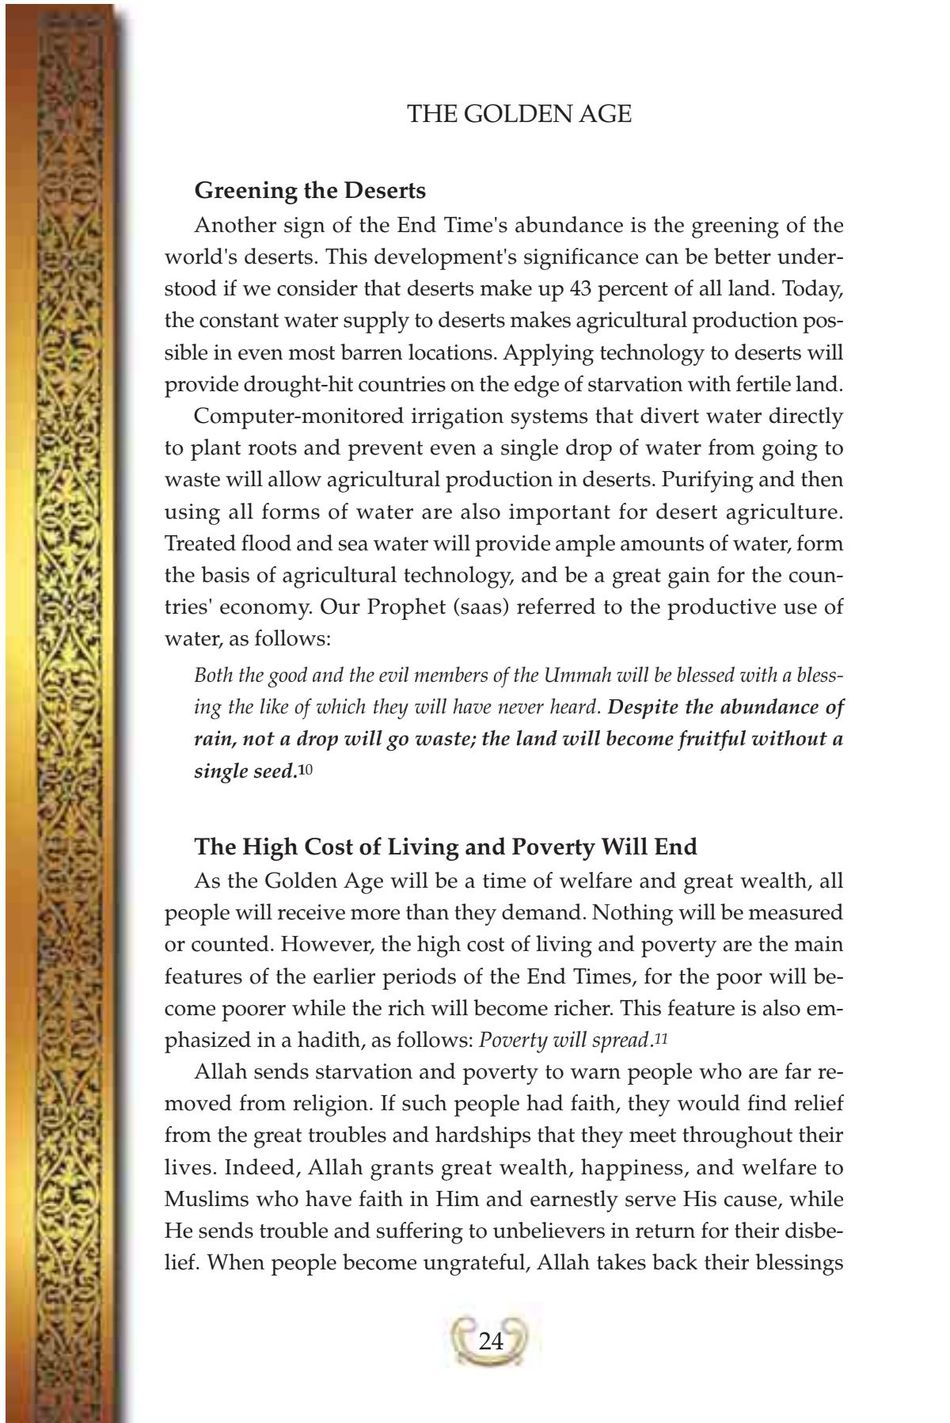 THE GOLDEN AGE
Greening the Deserts
Another sign of the End Time's abundance is the greening of the
world's deserts. This development's significance can be better under-
stood if we consider that deserts make up 43 percent of all land. Today,
the constant water supply to deserts makes agricultural production pos-
sible in even most barren locations. Applying technology to deserts will
provide drought-hit countries on the edge of starvation with fertile land.
Computer-monitored irrigation systems that divert water directly
to plant roots and prevent even a single drop of water from going to
waste will allow agricultural production in deserts. Purifying and then
using all forms of water are also important for desert agriculture.
Treated flood and sea water will provide ample amounts of water, form
the basis of agricultural technology, and be a great gain for the coun-
tries' economy. Our Prophet (saas) referred to the productive use of
water, as follows:
Both the good and the evil members of the Ummah will be blessed with a bless-
ing the like of which they will have never heard. Despite the abundance of
rain, not a drop will go waste; the land will become fruitful without a
single seed.10
The High Cost of Living and Poverty Will End
As the Golden Age will be a time of welfare and great wealth, all
people will receive more than they demand. Nothing will be measured
or counted. However, the high cost of living and poverty are the main
features of the earlier periods of the End Times, for the poor will be-
come poorer while the rich will become richer. This feature is also em-
phasized in a hadith, as follows: Poverty will spread.11
Allah sends starvation and poverty to warn people who are far re-
moved from religion. If such people had faith, they would find relief
from the great troubles and hardships that they meet throughout their
lives. Indeed, Allah grants great wealth, happiness, and welfare to
Muslims who have faith in Him and earnestly serve His cause, while
He sends trouble and suffering to unbelievers in return for their disbe-
lief. When people become ungrateful, Allah takes back their blessings
24